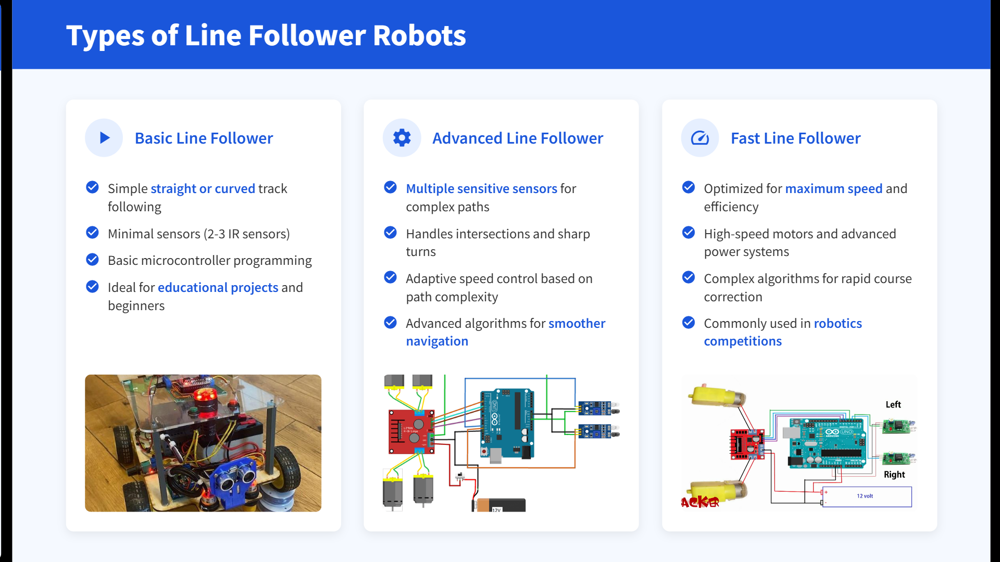 Types of Line Follower Robots
Basic Line Follower
Simple straight or curved track
following
Minimal sensors (2-3 IR sensors)
Basic microcontroller programming
Ideal for educational projects and
beginners
Advanced Line Follower
Multiple sensitive sensors for
complex paths
Handles intersections and sharp
turns
Adaptive speed control based on
path complexity
Advanced algorithms for smoother
navigation
L298N
H-Bridge
UNO
12V
Fast Line Follower
Optimized for maximum speed and
efficiency
High-speed motors and advanced
power systems
Complex algorithms for rapid course
correction
Commonly used in robotics
competitions
Left
UNO
ARDUINO
Right
12 volt
ACKER